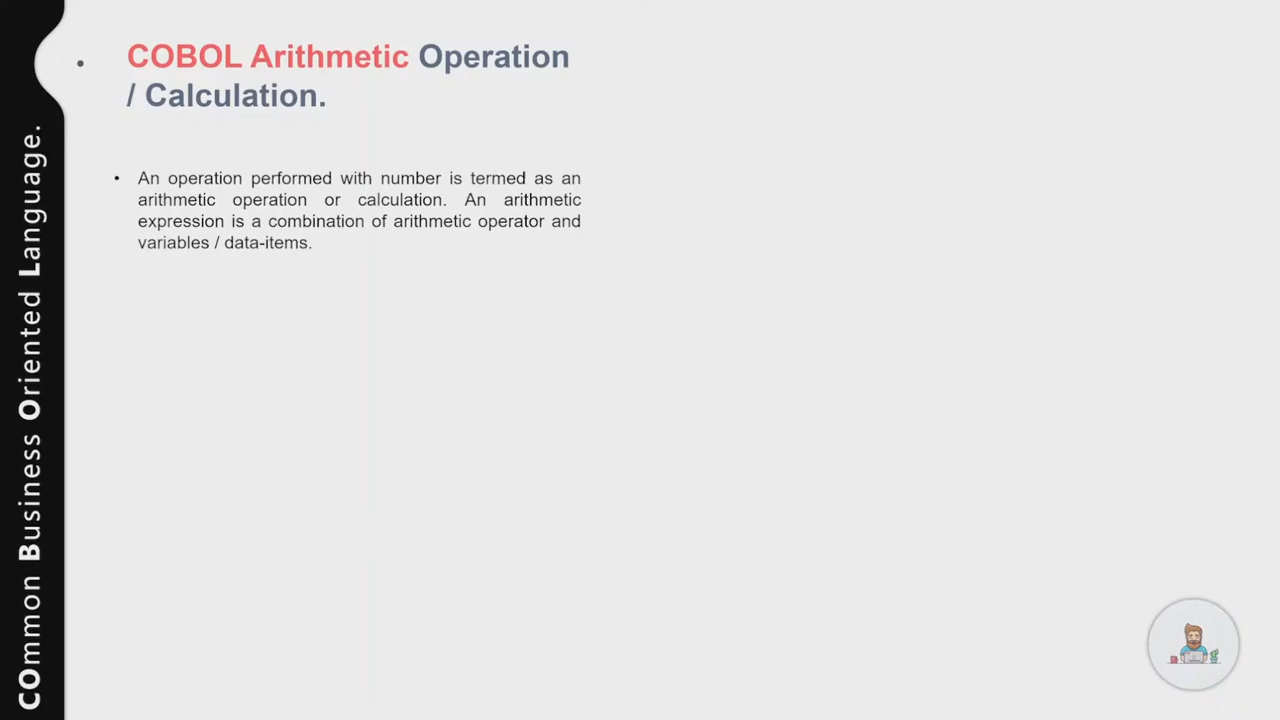 COmmon Business Oriented Language.
• COBOL Arithmetic Operation
/ Calculation.
• An operation performed with number is termed as an
arithmetic operation or calculation. An arithmetic
expression is a combination of arithmetic operator and
variables / data-items.